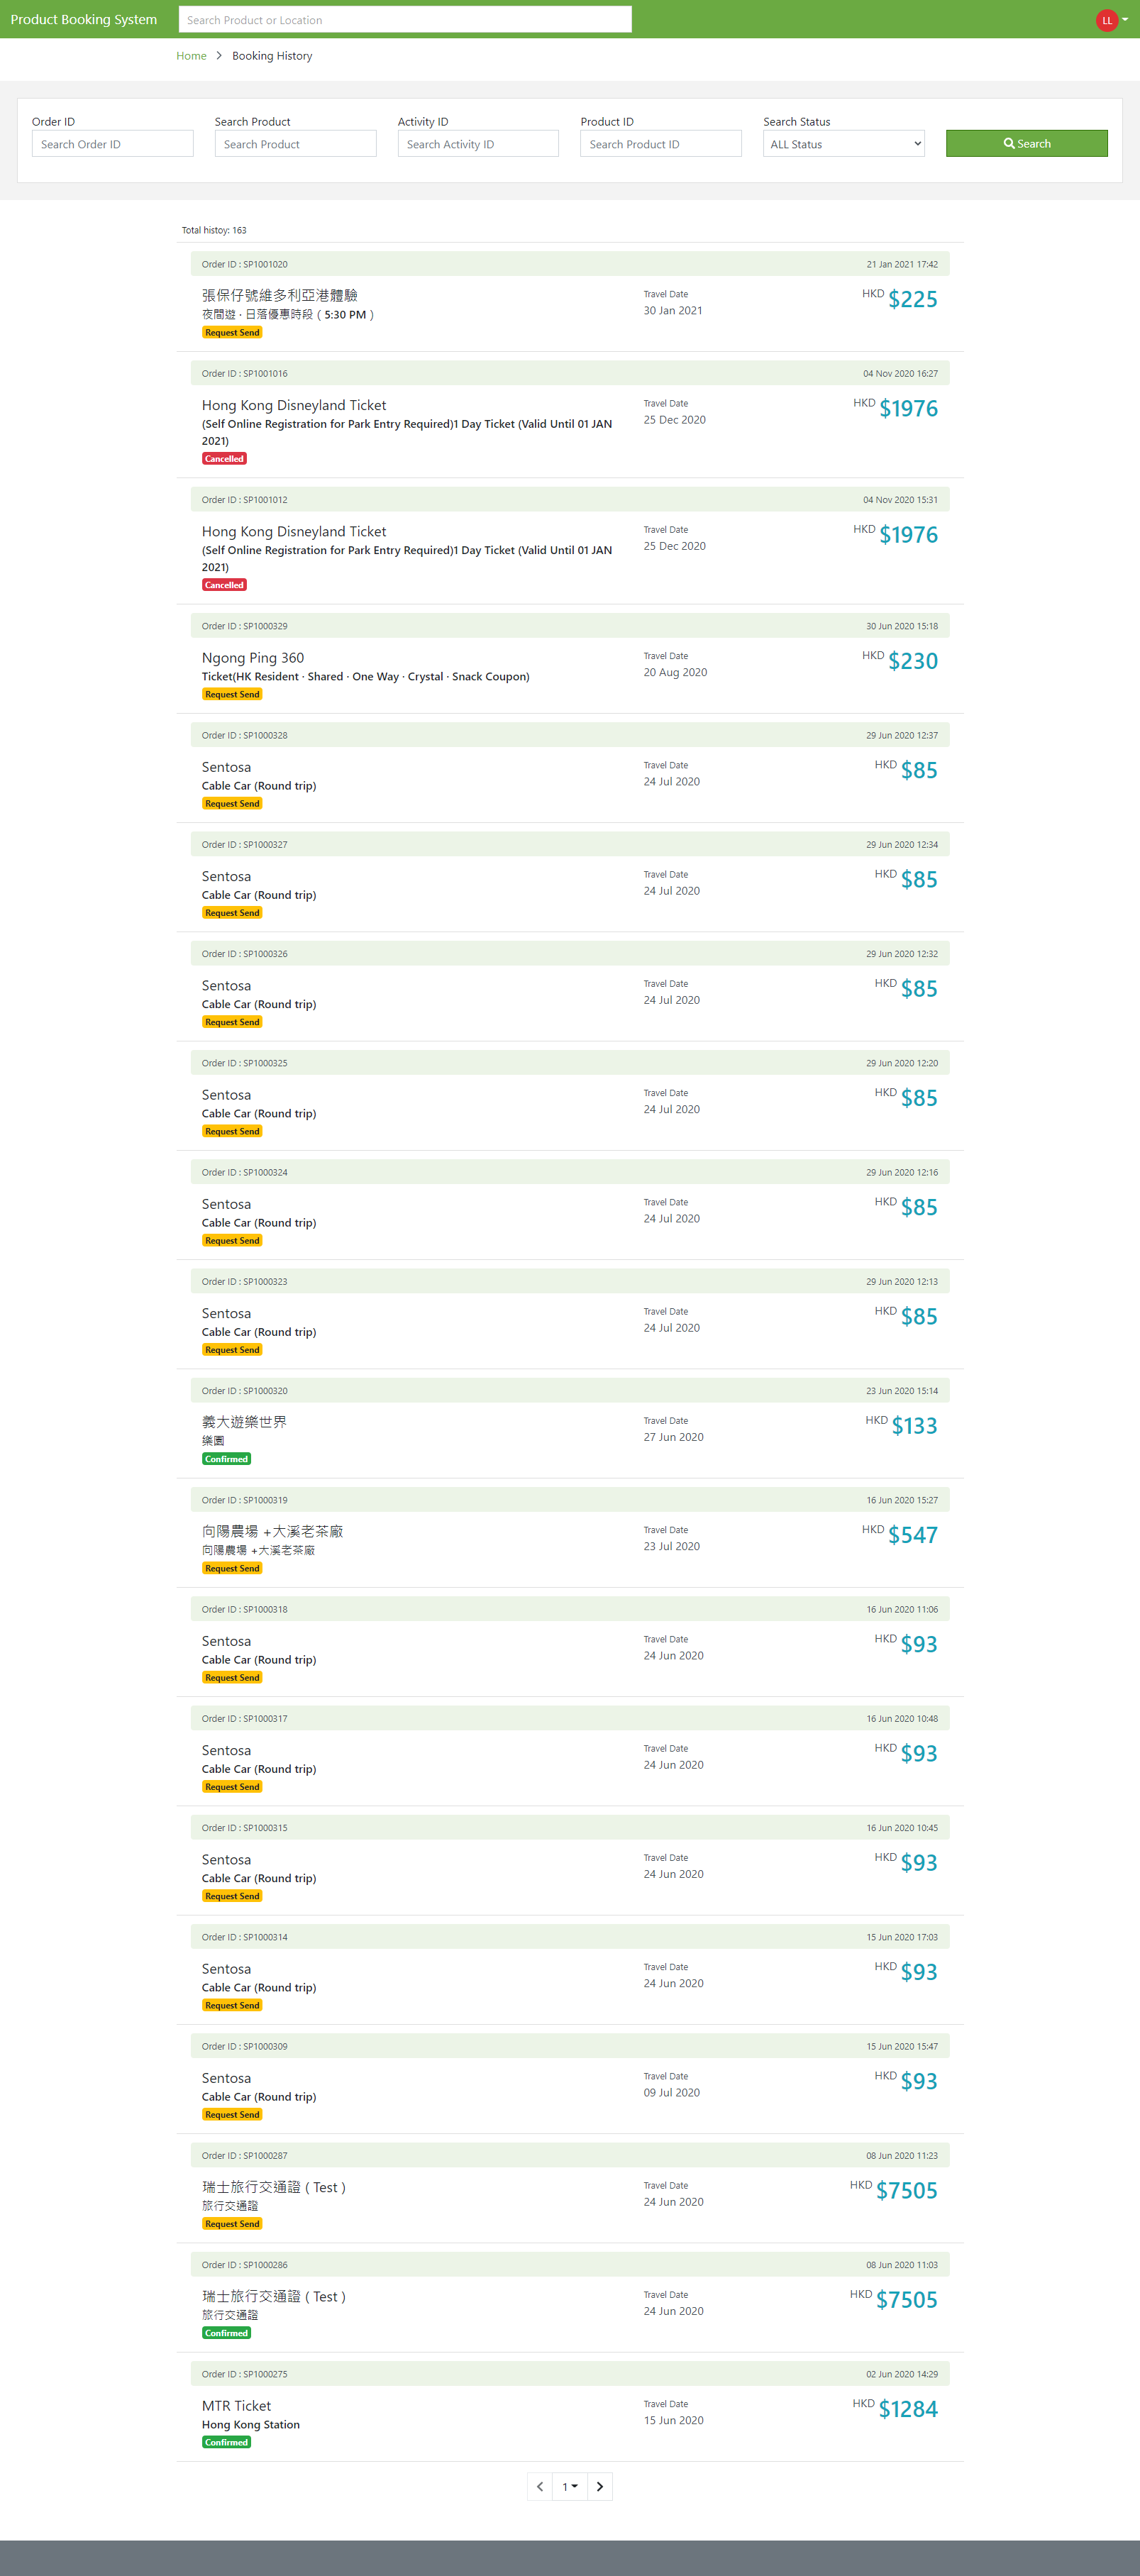 Product Booking System
Search Product or Location
LL
Home > Booking History
Order ID
Search Product
Activity ID
Product ID
Search Status
Search Order ID
Search Product
Search Activity ID
Search Product ID
ALL Status
Search
Total histoy: 163
Order ID : SP1001020 21 Jan 2021 17:42
張保仔號維多利亞港體驗
夜間遊 · 日落優惠時段 ( 5:30 PM )
Request Send
Travel Date
30 Jan 2021
HKD $225
Order ID : SP1001016 04 Nov 2020 16:27
Hong Kong Disneyland Ticket
(Self Online Registration for Park Entry Required)1 Day Ticket (Valid Until 01 JAN
2021)
Cancelled
Travel Date
25 Dec 2020
HKD $1976
Order ID : SP1001012 04 Nov 2020 15:31
Hong Kong Disneyland Ticket
(Self Online Registration for Park Entry Required)1 Day Ticket (Valid Until 01 JAN
2021)
Cancelled
Travel Date
25 Dec 2020
HKD $1976
Order ID : SP1000329 30 Jun 2020 15:18
Ngong Ping 360
Ticket(HK Resident · Shared · One Way · Crystal · Snack Coupon)
Request Send
Travel Date
20 Aug 2020
HKD $230
Order ID : SP1000328 29 Jun 2020 12:37
Sentosa
Cable Car (Round trip)
Request Send
Travel Date
24 Jul 2020
HKD $85
Order ID : SP1000327 29 Jun 2020 12:34
Sentosa
Cable Car (Round trip)
Request Send
Travel Date
24 Jul 2020
HKD $85
Order ID : SP1000326 29 Jun 2020 12:32
Sentosa
Cable Car (Round trip)
Request Send
Travel Date
24 Jul 2020
HKD $85
Order ID : SP1000325 29 Jun 2020 12:20
Sentosa
Cable Car (Round trip)
Request Send
Travel Date
24 Jul 2020
HKD $85
Order ID : SP1000324 29 Jun 2020 12:16
Sentosa
Cable Car (Round trip)
Request Send
Travel Date
24 Jul 2020
HKD $85
Order ID : SP1000323 29 Jun 2020 12:13
Sentosa
Cable Car (Round trip)
Request Send
Travel Date
24 Jul 2020
HKD $85
Order ID : SP1000320 23 Jun 2020 15:14
義大遊樂世界
樂園
Confirmed
Travel Date
27 Jun 2020
HKD $133
Order ID : SP1000319 16 Jun 2020 15:27
向陽農場 +大溪老茶廠
向陽農場 +大溪老茶廠
Request Send
Travel Date
23 Jul 2020
HKD $547
Order ID : SP1000318 16 Jun 2020 11:06
Sentosa
Cable Car (Round trip)
Request Send
Travel Date
24 Jun 2020
HKD $93
Order ID : SP1000317 16 Jun 2020 10:48
Sentosa
Cable Car (Round trip)
Request Send
Travel Date
24 Jun 2020
HKD $93
Order ID : SP1000315 16 Jun 2020 10:45
Sentosa
Cable Car (Round trip)
Request Send
Travel Date
24 Jun 2020
HKD $93
Order ID : SP1000314 15 Jun 2020 17:03
Sentosa
Cable Car (Round trip)
Request Send
Travel Date
24 Jun 2020
HKD $93
Order ID : SP1000309 15 Jun 2020 15:47
Sentosa
Cable Car (Round trip)
Request Send
Travel Date
09 Jul 2020
HKD $93
Order ID : SP1000287 08 Jun 2020 11:23
瑞士旅行交通證 ( Test )
旅行交通證
Request Send
Travel Date
24 Jun 2020
HKD $7505
Order ID : SP1000286 08 Jun 2020 11:03
瑞士旅行交通證 ( Test )
旅行交通證
Confirmed
Travel Date
24 Jun 2020
HKD $7505
Order ID : SP1000275 02 Jun 2020 14:29
MTR Ticket
Hong Kong Station
Confirmed
Travel Date
15 Jun 2020
HKD $1284
1